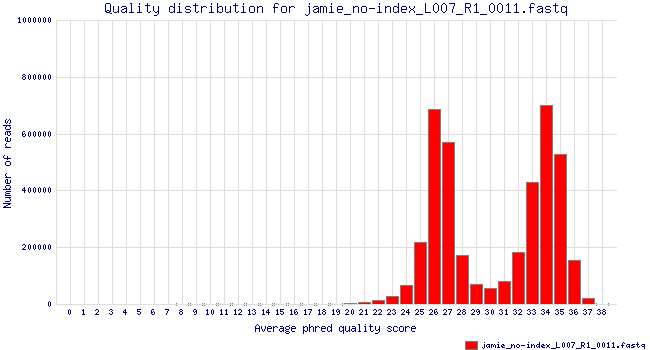 Quality distribution for jamie_no-index_L007_R1_0011.fastq
1000000
800000
600000
400000
200000
0
Number of reads
0 1 2 3 4 5 6 7 8 9 10 11 12 13 14 15 16 17 18 19 20 21 22 23 24 25 26 27 28 29 30 31 32 33 34 35 36 37 38
Average phred quality score
jamie_no-index_L007_R1_0011.fastq